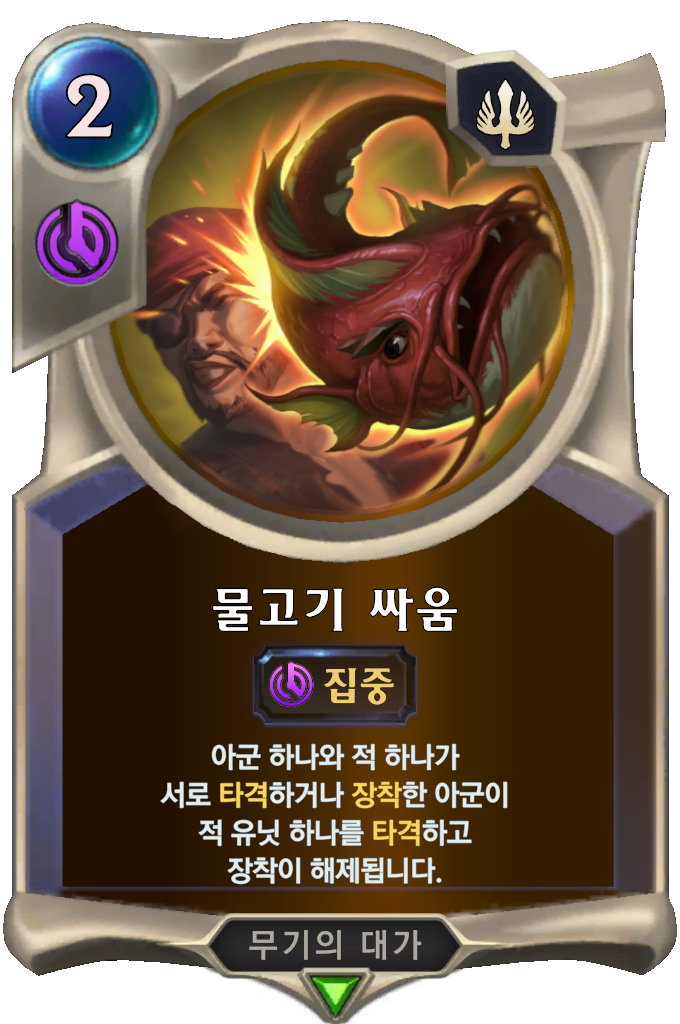 2
물고기 싸움
집중
아군 하나와 적 하나가
서로 타격하거나 장착한 아군이
적 유닛 하나를 타격하고
장착이 해제됩니다.
무기의 대가